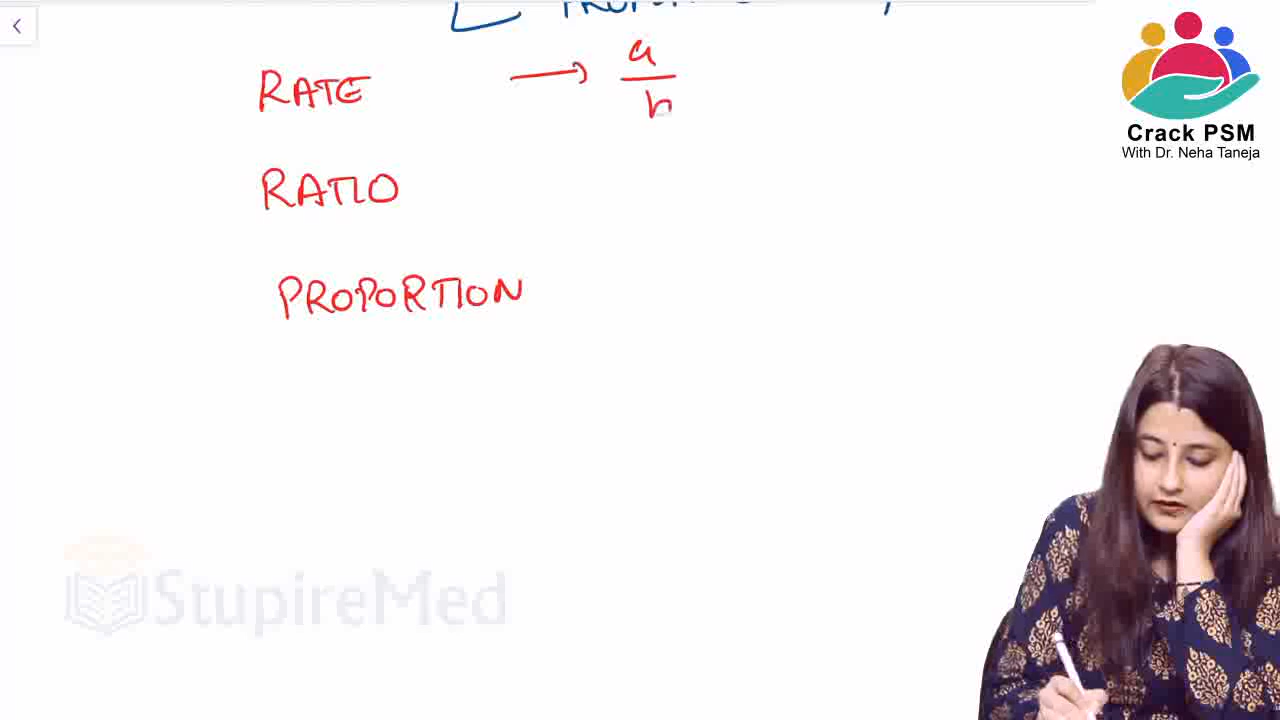 RATE → a
b
RATIO
PROPORTION
Crack PSM
With Dr. Neha Taneja
StupireMed